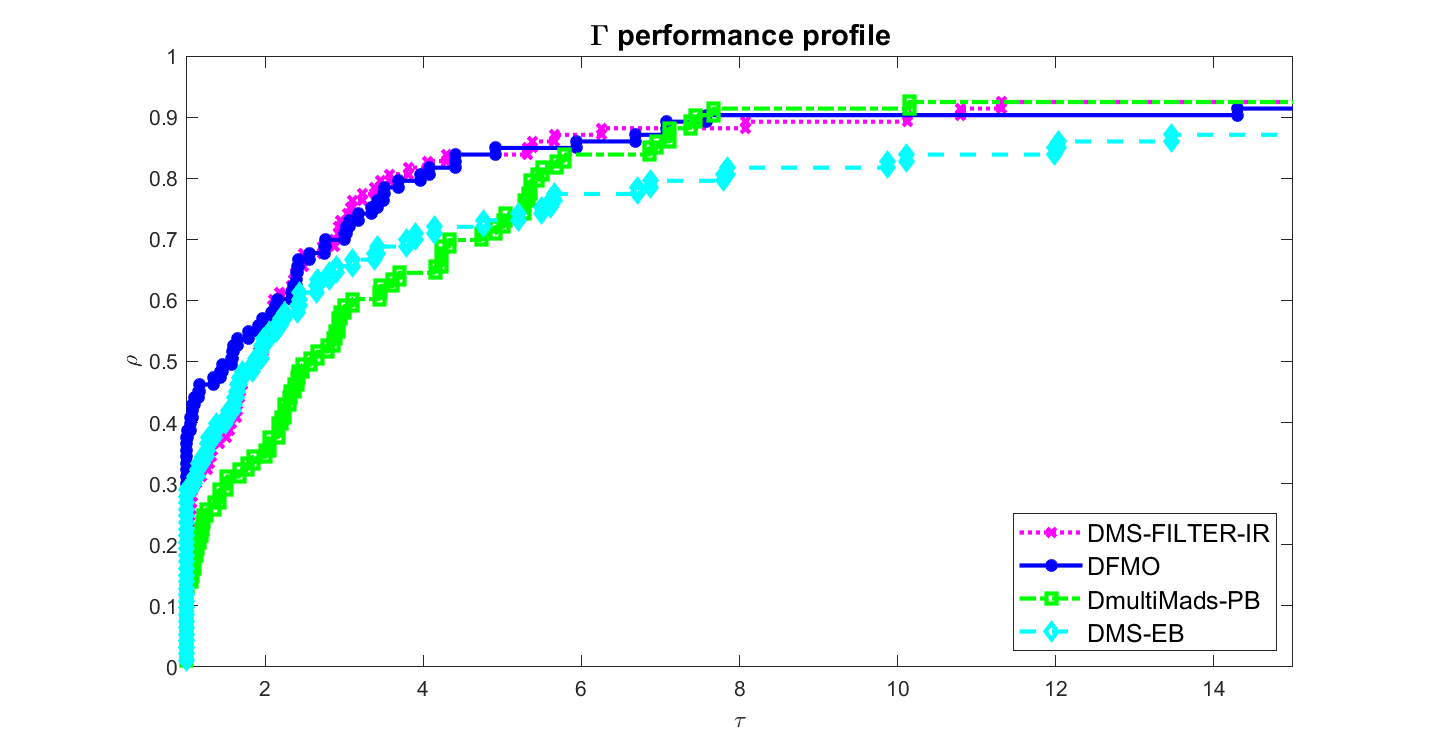 Γ performance profile
1
0.9
0.8
0.7
0.6
0.5
0.4
0.3
0.2
0.1
0
ρ
2 4 6 8 10 12 14
τ
DMS-FILTER-IR
DFMO
DmultiMads-PB
DMS-EB